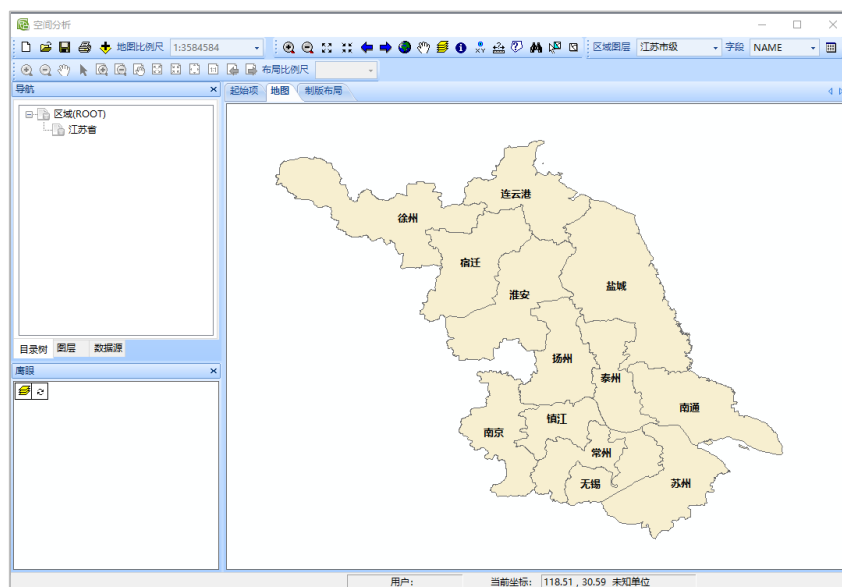 空间分析
地图比例尺 1:3584584 区域图层 江苏市级 字段 NAME
布局比例尺
导航
起始项 地图 制版布局
区域(ROOT)
江苏省
目录树 图层 数据源
鹰眼
连云港
徐州
宿迁
淮安
盐城
扬州
泰州
南通
镇江
南京
常州
无锡
苏州
用户: 当前坐标: 118.51 , 30.59 未知单位